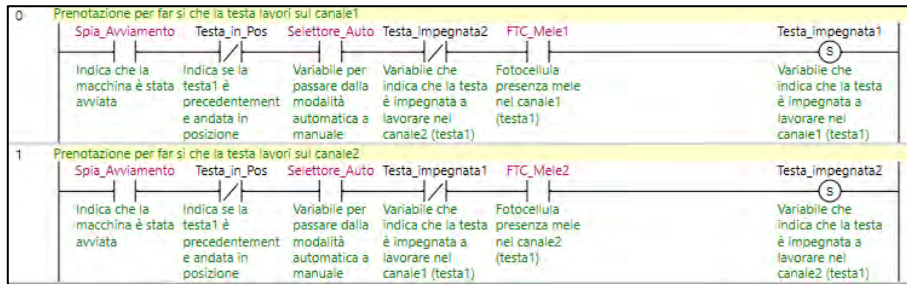 0 Prenotazione per far si che la testa lavori sul canale1
Spia_Avviamento Testa_in_Pos Selettore_Auto Testa_impegnata2 FTC_Mele1 Testa_impegnata1
S
Indica che la Indica se la Variabile per Variabile che Fotocellula Variabile che
macchina è stata testa1 è passare dalla indica che la testa presenza mele indica che la testa
avviata precedentement modalità è impegnata a nel canale1 è impegnata a
e andata in automatica a lavorare nel (testa1) lavorare nel
posizione manuale canale2 (testa1) canale1 (testa1)
1 Prenotazione per far si che la testa lavori sul canale2
Spia_Avviamento Testa_in_Pos Selettore_Auto Testa_impegnata1 FTC_Mele2 Testa_impegnata2
S
Indica che la Indica se la Variabile per Variabile che Fotocellula Variabile che
macchina è stata testa1 è passare dalla indica che la testa presenza mele indica che la testa
avviata precedentement modalità è impegnata a nel canale2 è impegnata a
e andata in automatica a lavorare nel (testa1) lavorare nel
posizione manuale canale1 (testa1) canale2 (testa1)